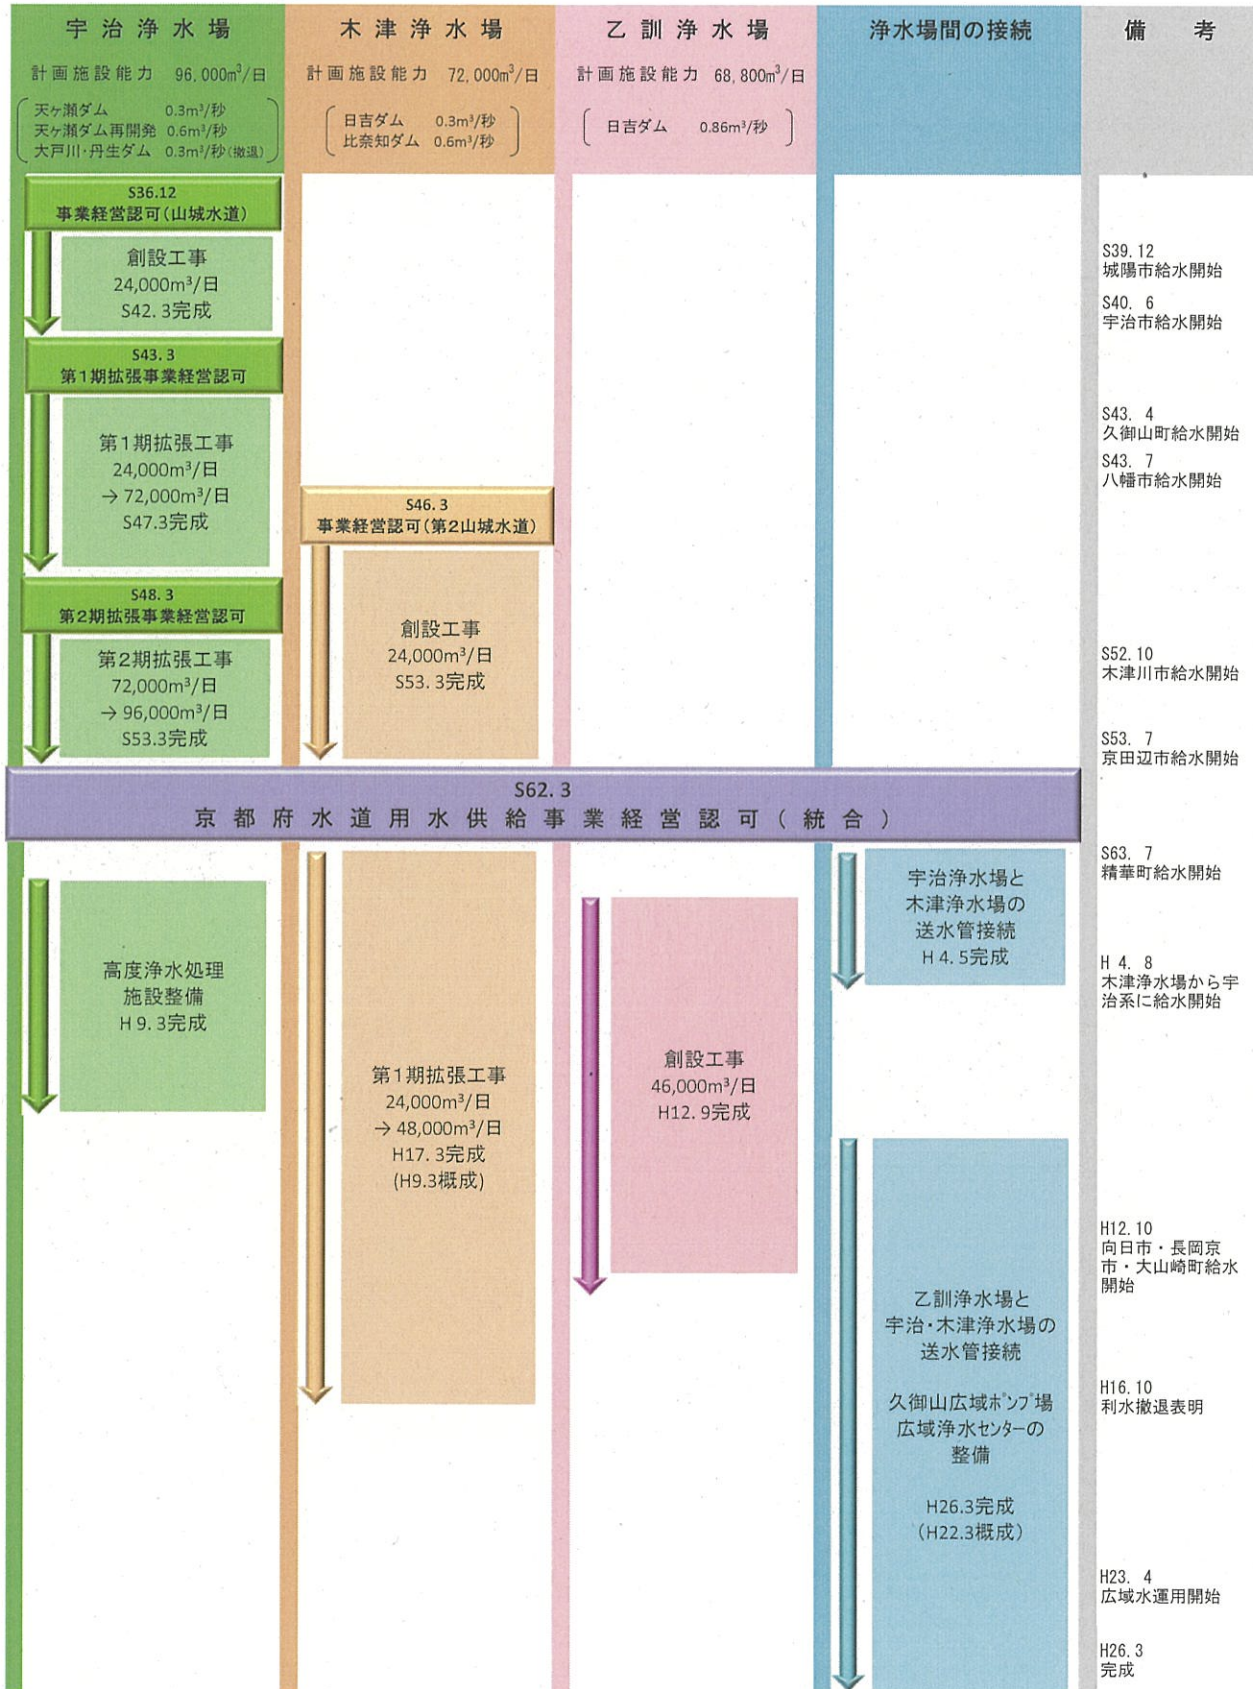 宇治浄水場
計画施設能力 96,000m³/日
天ヶ瀬ダム 0.3m³/秒
天ヶ瀬ダム再開発 0.6m³/秒
大戸川・丹生ダム 0.3m³/秒(撤退)
木津浄水場
計画施設能力 72,000m³/日
日吉ダム 0.3m³/秒
比奈知ダム 0.6m³/秒
乙訓浄水場
計画施設能力 68,800m³/日
日吉ダム 0.86m³/秒
浄水場間の接続
備考
S36.12
事業経営認可(山城水道)
創設工事
24,000m³/日
S42.3完成
S43.3
第1期拡張事業経営認可
第1期拡張工事
24,000m³/日
→ 72,000m³/日
S47.3完成
S48.3
第2期拡張事業経営認可
第2期拡張工事
72,000m³/日
→ 96,000m³/日
S53.3完成
S46.3
事業経営認可(第2山城水道)
創設工事
24,000m³/日
S53.3完成
S39.12
城陽市給水開始
S40. 6
宇治市給水開始
S43. 4
久御山町給水開始
S43. 7
八幡市給水開始
S52.10
木津川市給水開始
S53. 7
京田辺市給水開始
S62.3
京都府水道用水供給事業経営認可(統合)
高度浄水処理
施設整備
H9.3完成
第1期拡張工事
24,000m³/日
→ 48,000m³/日
H17.3完成
(H9.3概成)
創設工事
46,000m³/日
H12.9完成
宇治浄水場と
木津浄水場の
送水管接続
H4.5完成
乙訓浄水場と
宇治・木津浄水場の
送水管接続
久御山広域ポンプ場
広域浄水センターの
整備
H26.3完成
(H22.3概成)
S63. 7
精華町給水開始
H 4. 8
木津浄水場から宇
治系に給水開始
H12.10
向日市・長岡京
市・大山崎町給水
開始
H16.10
利水撤退表明
H23. 4
広域水運用開始
H26.3
完成